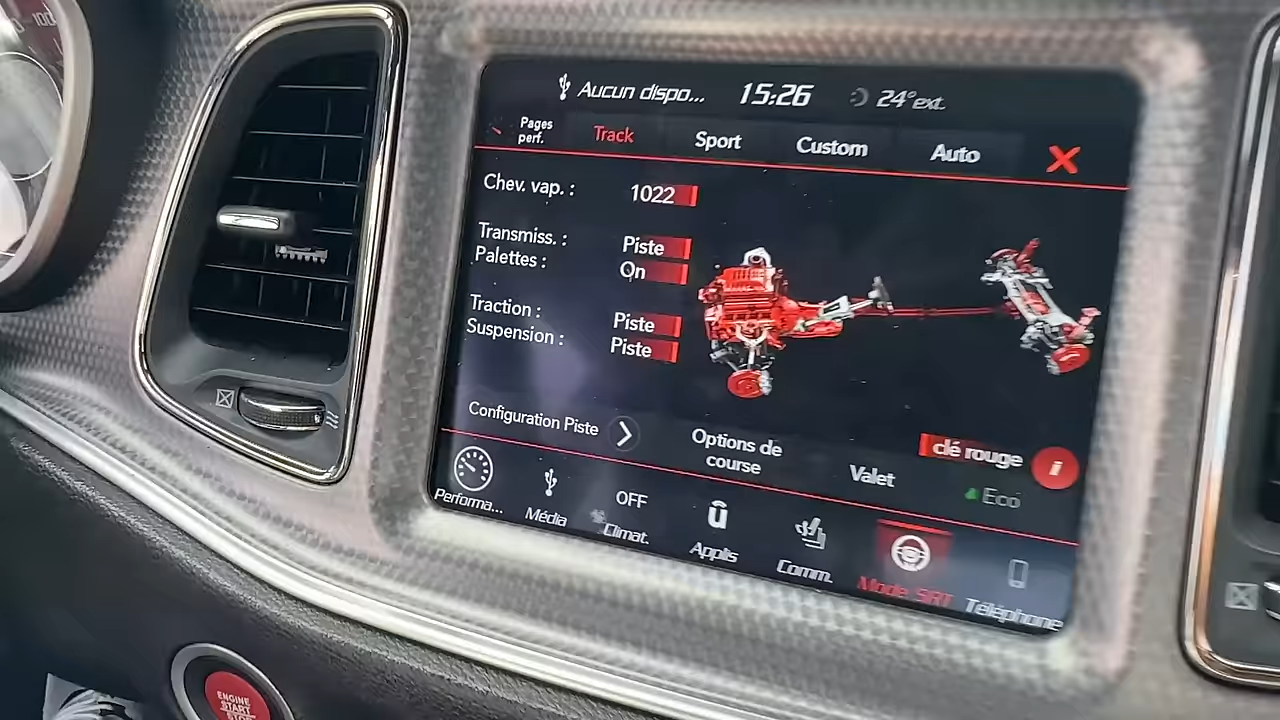 100
Aucun dispo... 15:26 24°ext.
Pages perf. Track Sport Custom Auto
Chev. vap. : 1022
Transmiss. : Piste
Palettes : On
Traction : Piste
Suspension : Piste
Configuration Piste
Options de course
Valet
clé rouge
i
Eco
Performa...
Média
OFF
Climat.
û
Applis
Comm.
Mode SRT
Téléphone
ENGINE
START
STOP